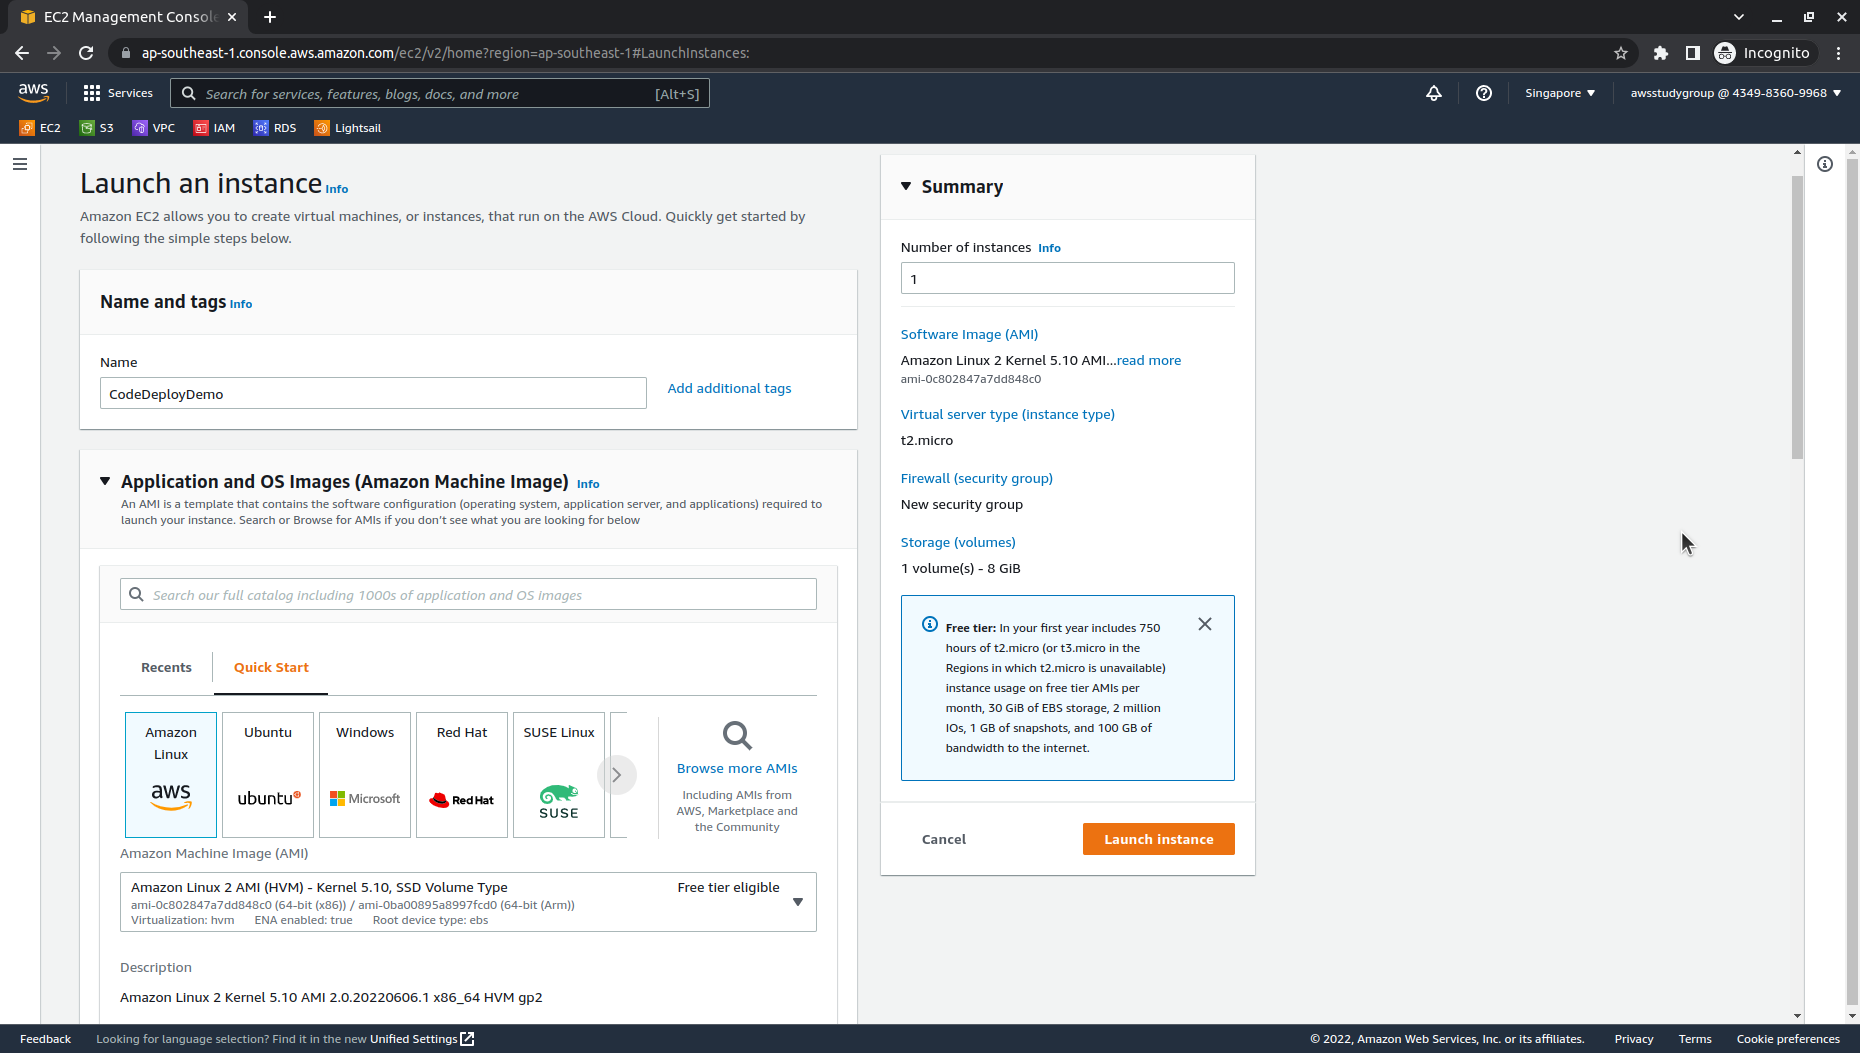 EC2 Management Console
ap-southeast-1.console.aws.amazon.com/ec2/v2/home?region=ap-southeast-1#LaunchInstances:
Incognito
aws
Services
Search for services, features, blogs, docs, and more
[Alt+S]
Singapore
awsstudygroup @ 4349-8360-9968
EC2
S3
VPC
IAM
RDS
Lightsail
Launch an instance Info
Amazon EC2 allows you to create virtual machines, or instances, that run on the AWS Cloud. Quickly get started by
following the simple steps below.
Name and tags Info
Name
CodeDeployDemo
Add additional tags
Application and OS Images (Amazon Machine Image) Info
An AMI is a template that contains the software configuration (operating system, application server, and applications) required to
launch your instance. Search or Browse for AMIs if you don't see what you are looking for below
Search our full catalog including 1000s of application and OS images
Recents
Quick Start
Amazon
Linux
aws
Ubuntu
ubuntu
Windows
Microsoft
Red Hat
RedHat
SUSE Linux
SUSE
Browse more AMIs
Including AMIs from
AWS, Marketplace and
the Community
Amazon Machine Image (AMI)
Amazon Linux 2 AMI (HVM) - Kernel 5.10, SSD Volume Type
Free tier eligible
ami-0c802847a7dd848c0 (64-bit (x86)) / ami-0ba00895a8997fcd0 (64-bit (Arm))
Virtualization: hvm ENA enabled: true Root device type: ebs
Description
Amazon Linux 2 Kernel 5.10 AMI 2.0.20220606.1 x86_64 HVM gp2
Summary
Number of instances Info
1
Software Image (AMI)
Amazon Linux 2 Kernel 5.10 AMI...read more
ami-0c802847a7dd848c0
Virtual server type (instance type)
t2.micro
Firewall (security group)
New security group
Storage (volumes)
1 volume(s) - 8 GiB
Free tier: In your first year includes 750
hours of t2.micro (or t3.micro in the
Regions in which t2.micro is unavailable)
instance usage on free tier AMIs per
month, 30 GiB of EBS storage, 2 million
IOs, 1 GB of snapshots, and 100 GB of
bandwidth to the internet.
Cancel
Launch instance
Feedback
Looking for language selection? Find it in the new Unified Settings
© 2022, Amazon Web Services, Inc. or its affiliates.
Privacy
Terms
Cookie preferences